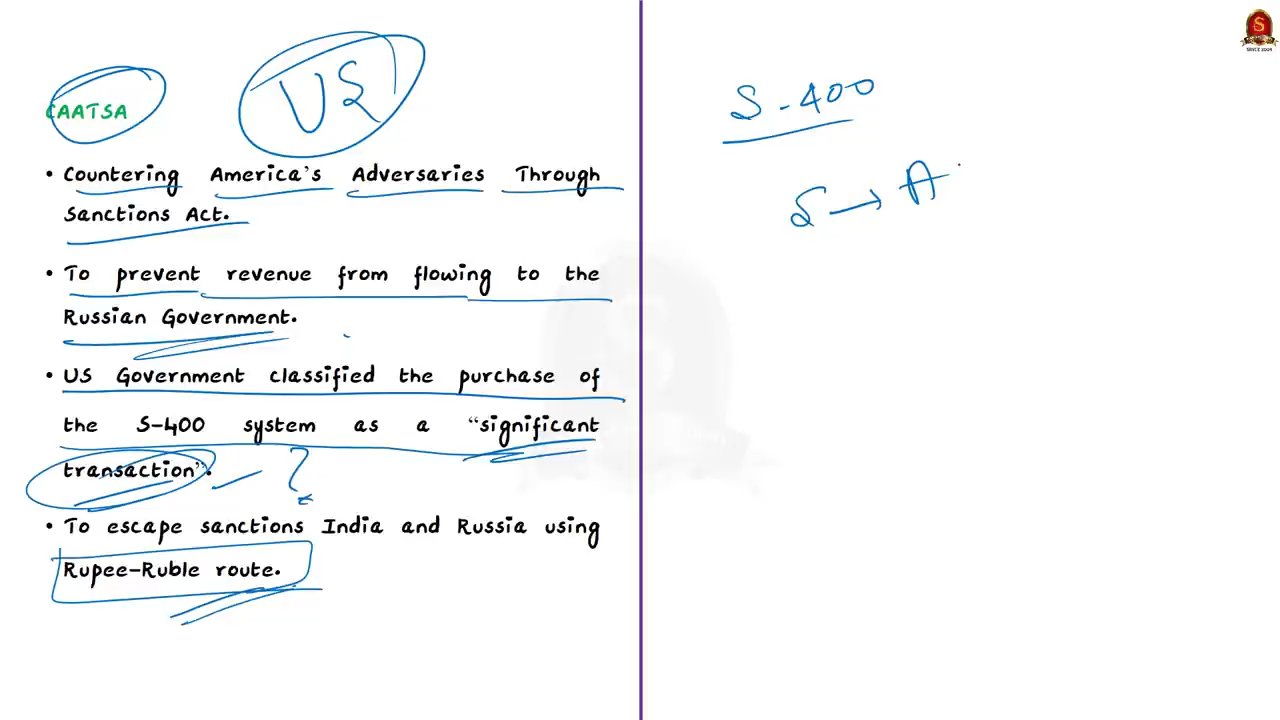 CAATSA
US
• Countering America's Adversaries Through
Sanctions Act.
• To prevent revenue from flowing to the
Russian Government.
• US Government classified the purchase of
the S-400 system as a “significant
transaction”.
?
• To escape sanctions India and Russia using
Rupee-Ruble route.
S-400
S → A
S
SINCE 2004